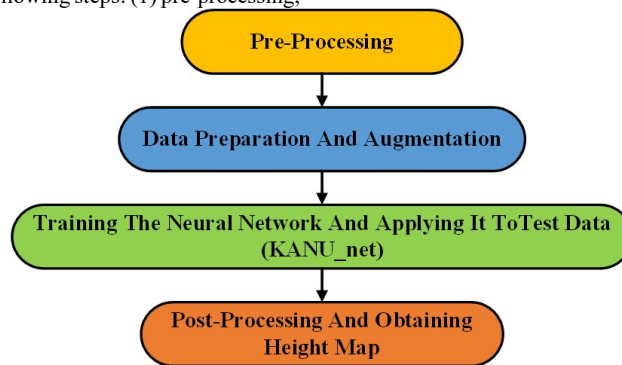 lowing steps: (1) pre-processing,
Pre-Processing
Data Preparation And Augmentation
Training The Neural Network And Applying It ToTest Data
(KANU_net)
Post-Processing And Obtaining
Height Map